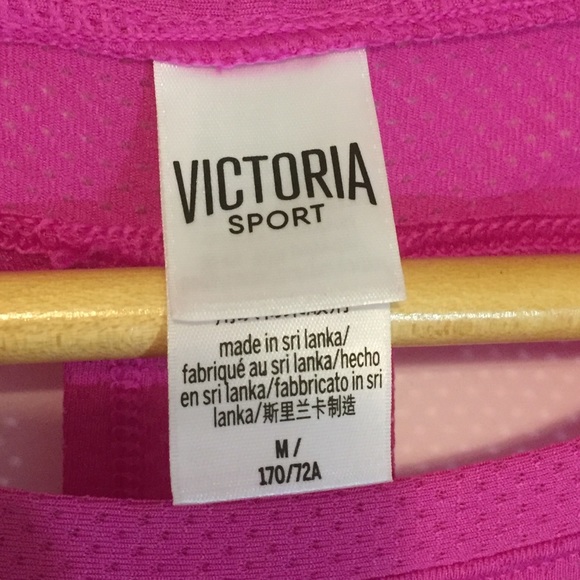 VICTORIA
SPORT
made in sri lanka/
fabriqué au sri lanka/hecho
en sri lanka/fabbricato in sri
lanka/斯里兰卡制造
M /
170/72A